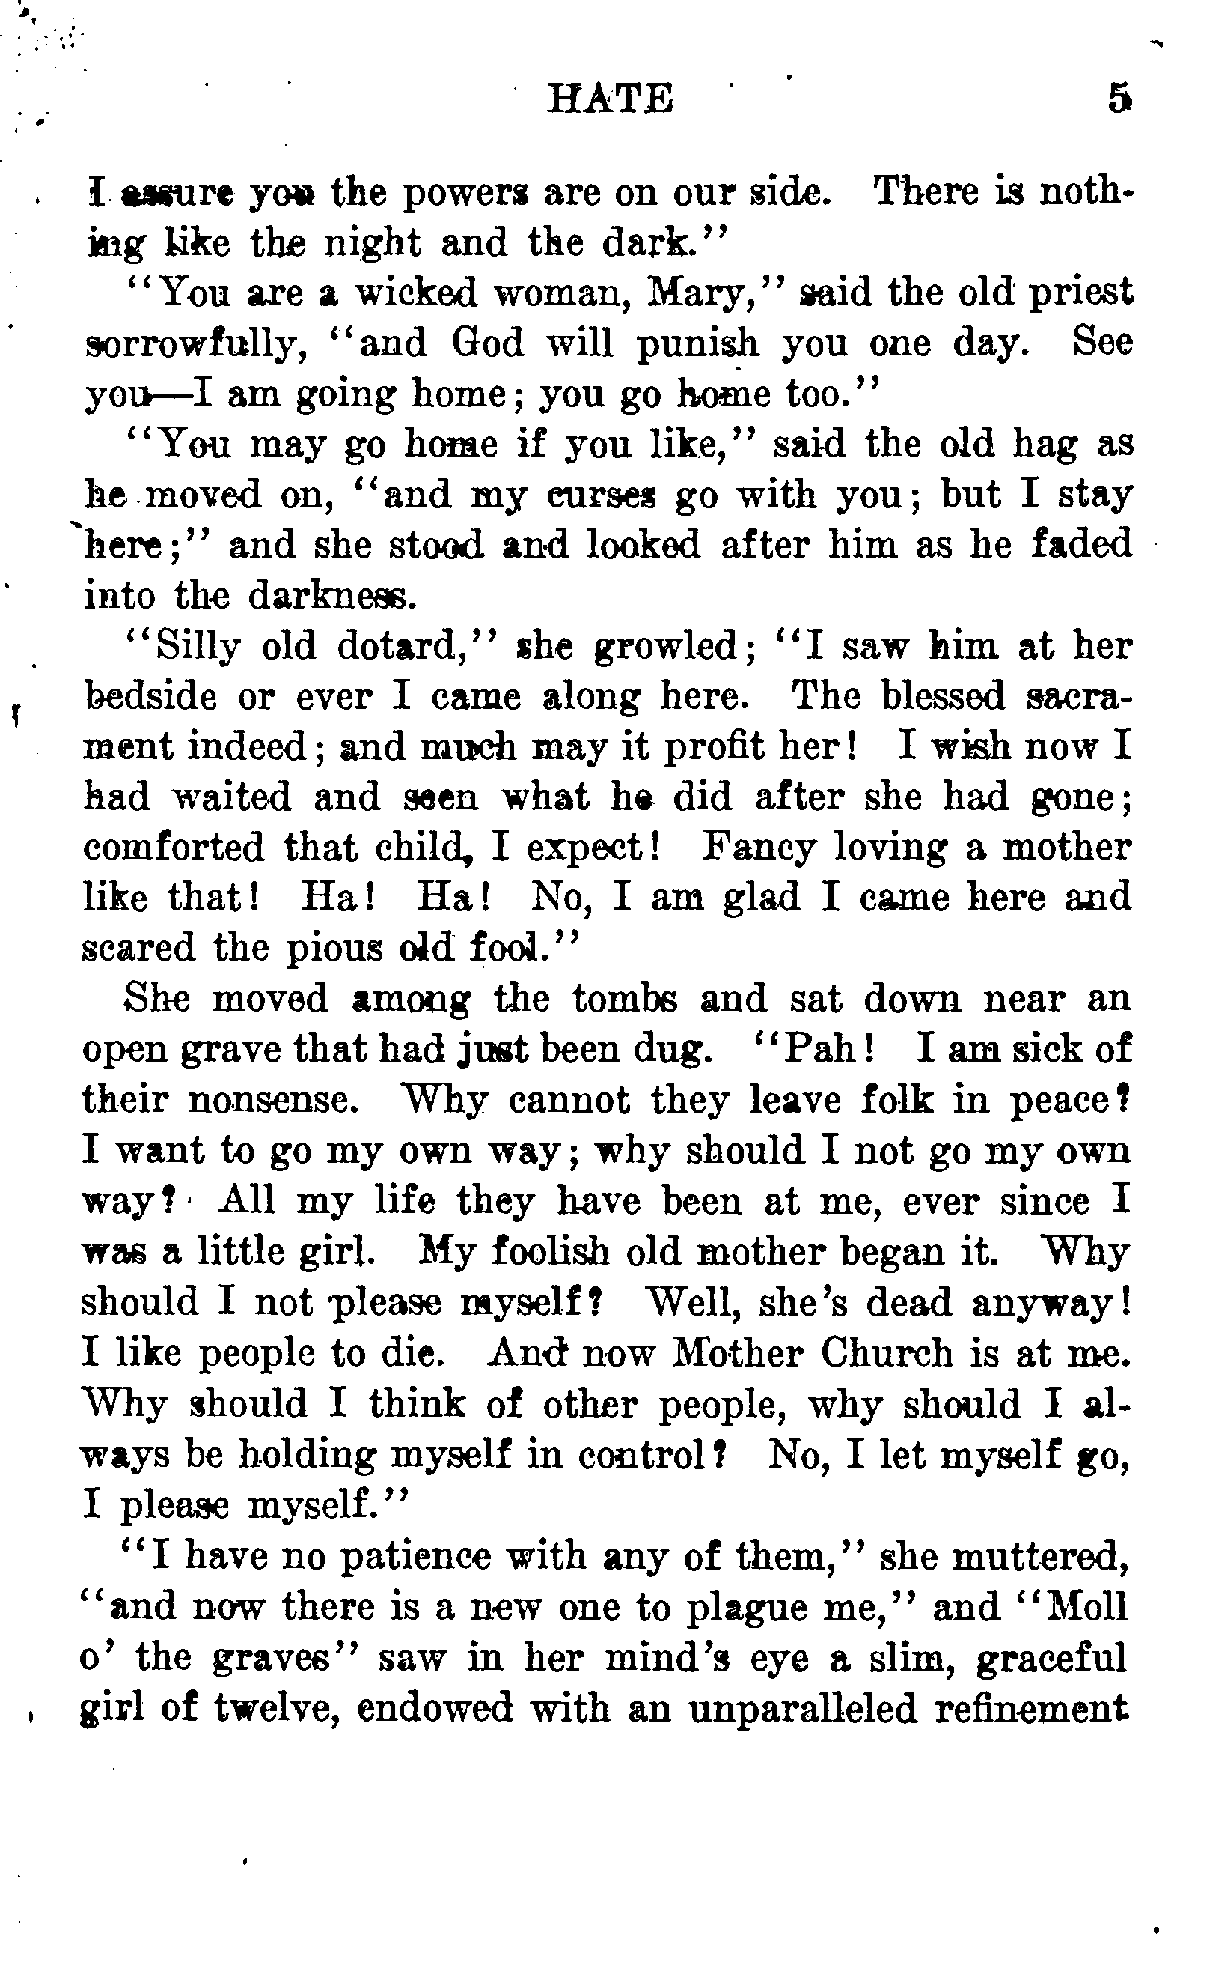 HATE 5
I assure you the powers are on our side. There is noth-
ing like the night and the dark."
"You are a wicked woman, Mary," said the old priest
sorrowfully, "and God will punish you one day. See
you—I am going home; you go home too."
"You may go home if you like," said the old hag as
he moved on, "and my curses go with you; but I stay
here;" and she stood and looked after him as he faded
into the darkness.
"Silly old dotard," she growled; "I saw him at her
bedside or ever I came along here. The blessed sacra-
ment indeed; and much may it profit her! I wish now I
had waited and seen what he did after she had gone;
comforted that child, I expect! Fancy loving a mother
like that! Ha! Ha! No, I am glad I came here and
scared the pious old fool."
She moved among the tombs and sat down near an
open grave that had just been dug. "Pah! I am sick of
their nonsense. Why cannot they leave folk in peace?
I want to go my own way; why should I not go my own
way? All my life they have been at me, ever since I
was a little girl. My foolish old mother began it. Why
should I not please myself? Well, she's dead anyway!
I like people to die. And now Mother Church is at me.
Why should I think of other people, why should I al-
ways be holding myself in control? No, I let myself go,
I please myself."
"I have no patience with any of them," she muttered,
"and now there is a new one to plague me," and "Moll
o' the graves" saw in her mind's eye a slim, graceful
girl of twelve, endowed with an unparalleled refinement